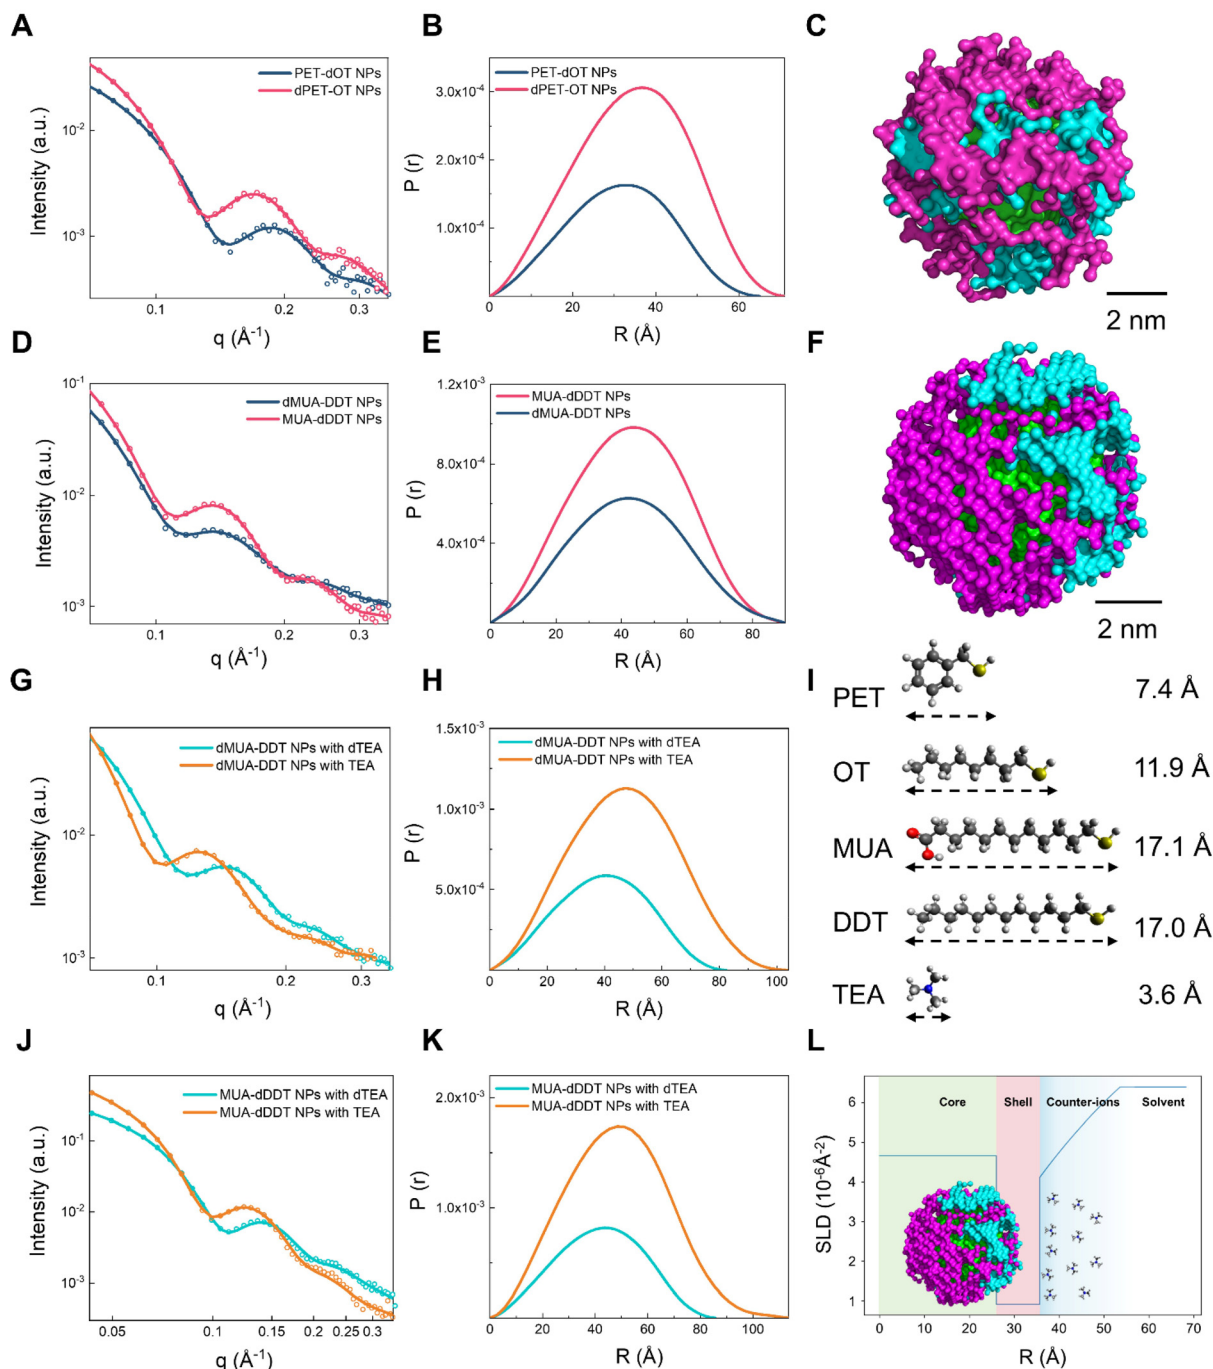 A
B
C
Intensity (a.u.)
10⁻²
10⁻³
PET-dOT NPs
dPET-OT NPs
0.1
0.2
0.3
q (Å⁻¹)
P (r)
3.0x10⁻⁴
2.0x10⁻⁴
1.0x10⁻⁴
PET-dOT NPs
dPET-OT NPs
0
20
40
60
R (Å)
2 nm
D
E
F
Intensity (a.u.)
10⁻¹
10⁻²
10⁻³
dMUA-DDT NPs
MUA-dDDT NPs
0.1
0.2
0.3
q (Å⁻¹)
P (r)
1.2x10⁻³
8.0x10⁻⁴
4.0x10⁻⁴
MUA-dDDT NPs
dMUA-DDT NPs
0
20
40
60
80
R (Å)
2 nm
G
H
I
Intensity (a.u.)
10⁻²
10⁻³
dMUA-DDT NPs with dTEA
dMUA-DDT NPs with TEA
0.1
0.2
0.3
q (Å⁻¹)
P (r)
1.5x10⁻³
1.0x10⁻³
5.0x10⁻⁴
dMUA-DDT NPs with dTEA
dMUA-DDT NPs with TEA
0
20
40
60
80
100
R (Å)
PET 7.4 Å
OT 11.9 Å
MUA 17.1 Å
DDT 17.0 Å
TEA 3.6 Å
J
K
L
Intensity (a.u.)
10⁻¹
10⁻²
10⁻³
MUA-dDDT NPs with dTEA
MUA-dDDT NPs with TEA
0.05
0.1
0.15
0.2
0.25
0.3
q (Å⁻¹)
P (r)
2.0x10⁻³
1.0x10⁻³
MUA-dDDT NPs with dTEA
MUA-dDDT NPs with TEA
0
20
40
60
80
100
R (Å)
SLD (10⁻⁶Å⁻²)
6
5
4
3
2
1
Core
Shell
Counter-ions
Solvent
0
10
20
30
40
50
60
70
R (Å)